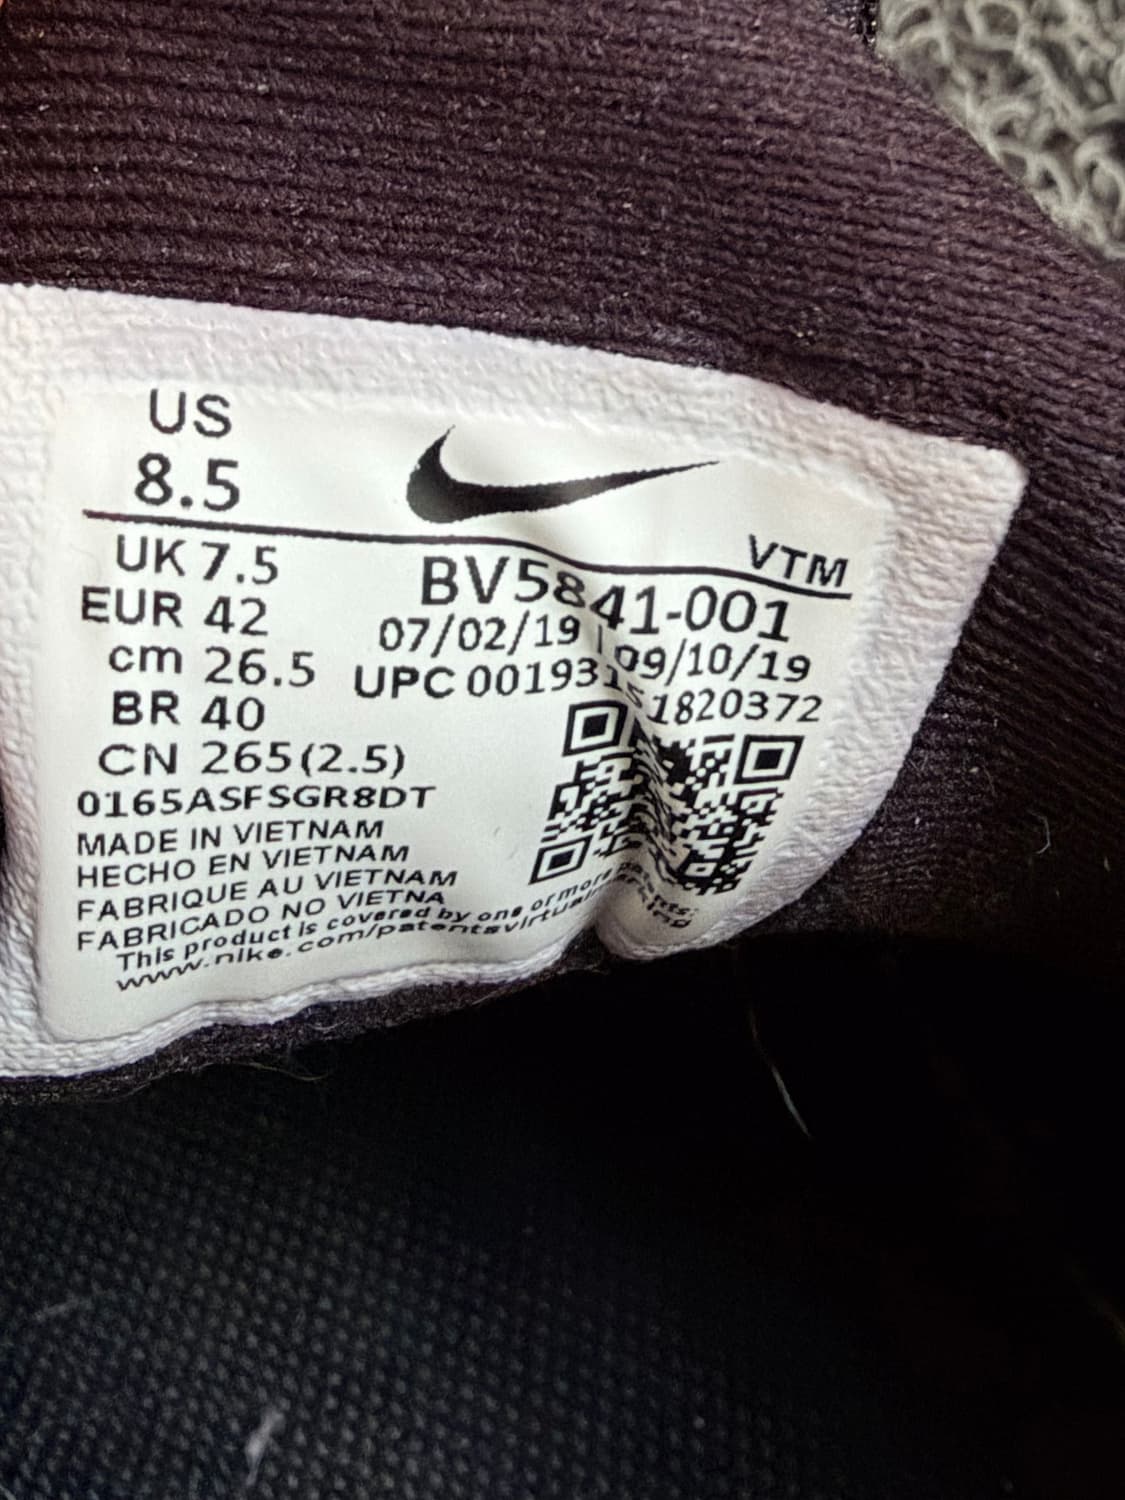 US
8.5
VTM
UK 7.5
BV5841-001
EUR 42
07/02/19 | 09/10/19
cm 26.5
UPC 001931 1820372
BR 40
CN 265(2.5)
0165ASFSGR8DT
MADE IN VIETNAM
HECHO EN VIETNAM
FABRIQUE AU VIETNAM
FABRICADO NO VIETNA
This product is covered by one or more
www.nike.com/patentsvirtual